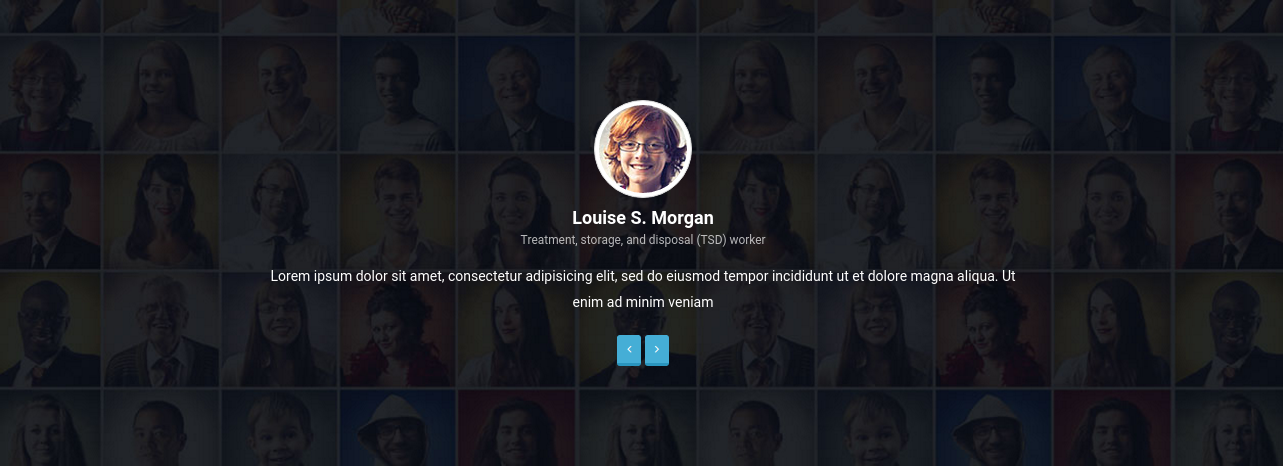 Louise S. Morgan
Treatment, storage, and disposal (TSD) worker
Lorem ipsum dolor sit amet, consectetur adipisicing elit, sed do eiusmod tempor incididunt ut et dolore magna aliqua. Ut
enim ad minim veniam